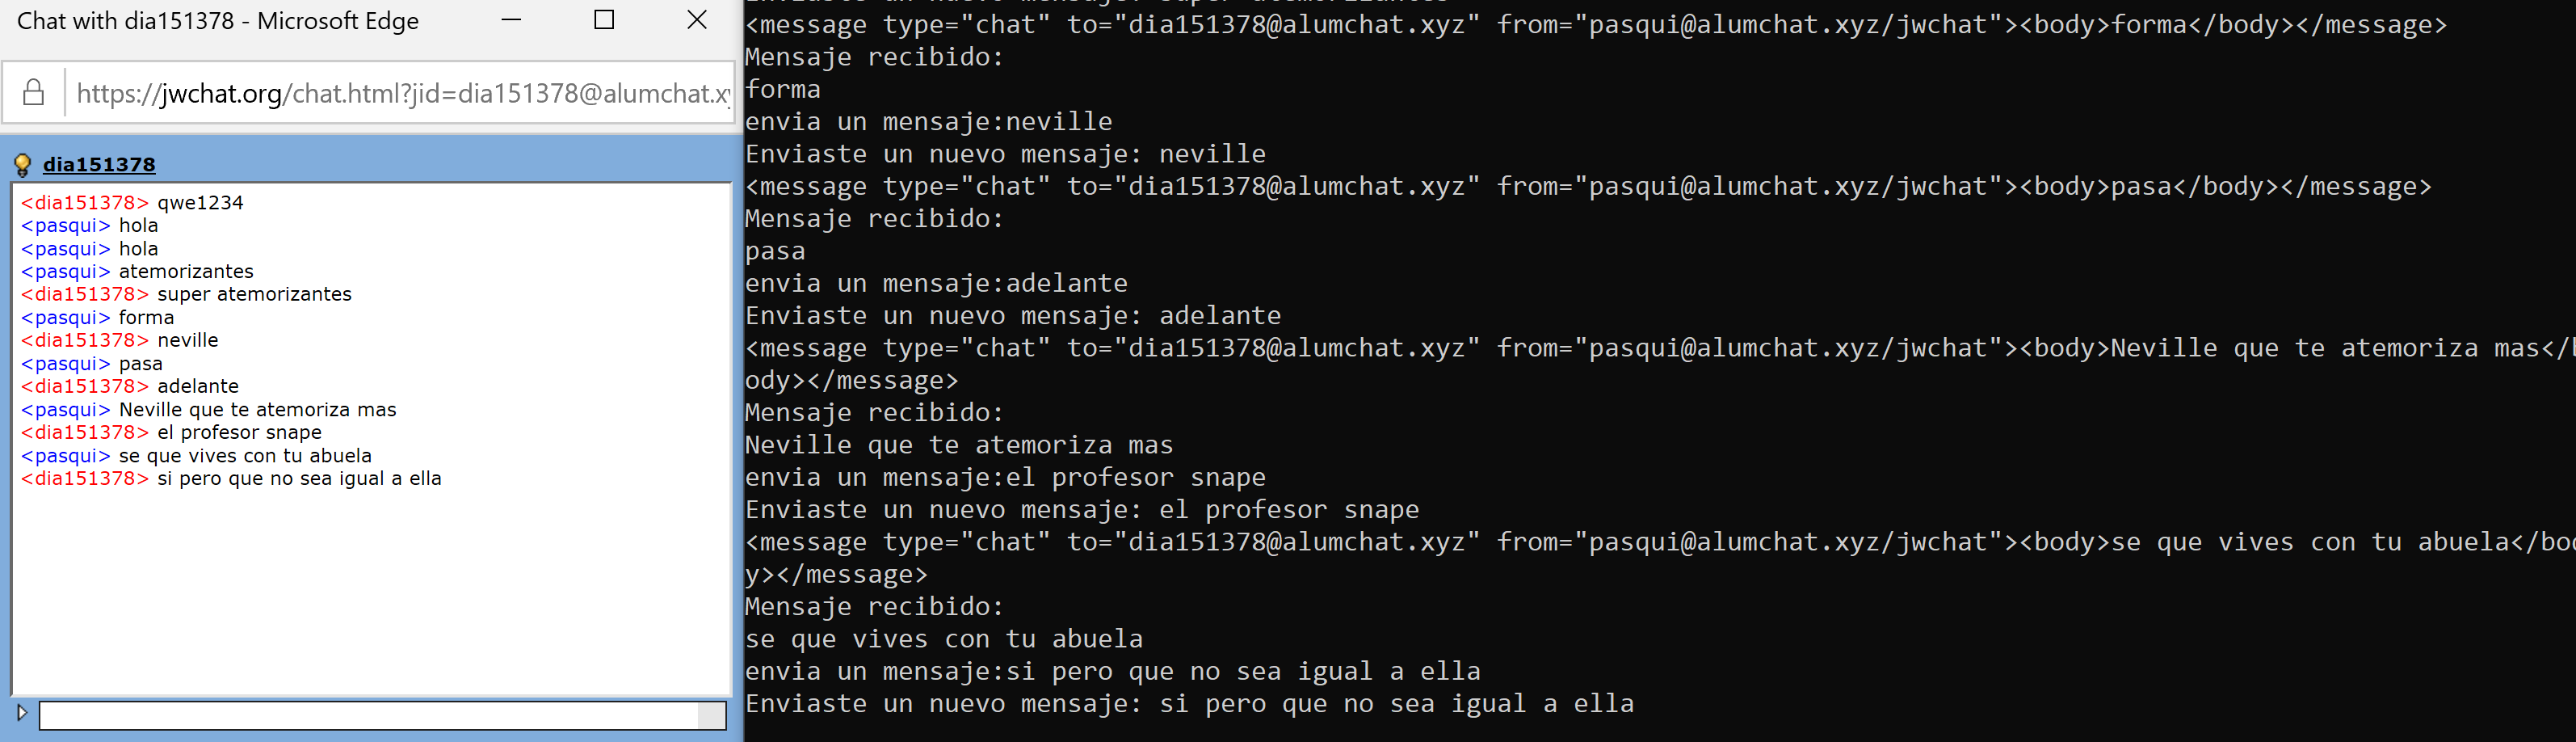 Chat with dia151378 - Microsoft Edge
https://jwchat.org/chat.html?jid=dia151378@alumchat.xy
dia151378
<dia151378> qwe1234
<pasqui> hola
<pasqui> hola
<pasqui> atemorizantes
<dia151378> super atemorizantes
<pasqui> forma
<dia151378> neville
<pasqui> pasa
<dia151378> adelante
<pasqui> Neville que te atemoriza mas
<dia151378> el profesor snape
<pasqui> se que vives con tu abuela
<dia151378> si pero que no sea igual a ella
Enviaste un nuevo mensaje: super atemorizantes
<message type="chat" to="dia151378@alumchat.xyz" from="pasqui@alumchat.xyz/jwchat"><body>forma</body></message>
Mensaje recibido:
forma
envia un mensaje:neville
Enviaste un nuevo mensaje: neville
<message type="chat" to="dia151378@alumchat.xyz" from="pasqui@alumchat.xyz/jwchat"><body>pasa</body></message>
Mensaje recibido:
pasa
envia un mensaje:adelante
Enviaste un nuevo mensaje: adelante
<message type="chat" to="dia151378@alumchat.xyz" from="pasqui@alumchat.xyz/jwchat"><body>Neville que te atemoriza mas</b
ody></message>
Mensaje recibido:
Neville que te atemoriza mas
envia un mensaje:el profesor snape
Enviaste un nuevo mensaje: el profesor snape
<message type="chat" to="dia151378@alumchat.xyz" from="pasqui@alumchat.xyz/jwchat"><body>se que vives con tu abuela</bod
y></message>
Mensaje recibido:
se que vives con tu abuela
envia un mensaje:si pero que no sea igual a ella
Enviaste un nuevo mensaje: si pero que no sea igual a ella